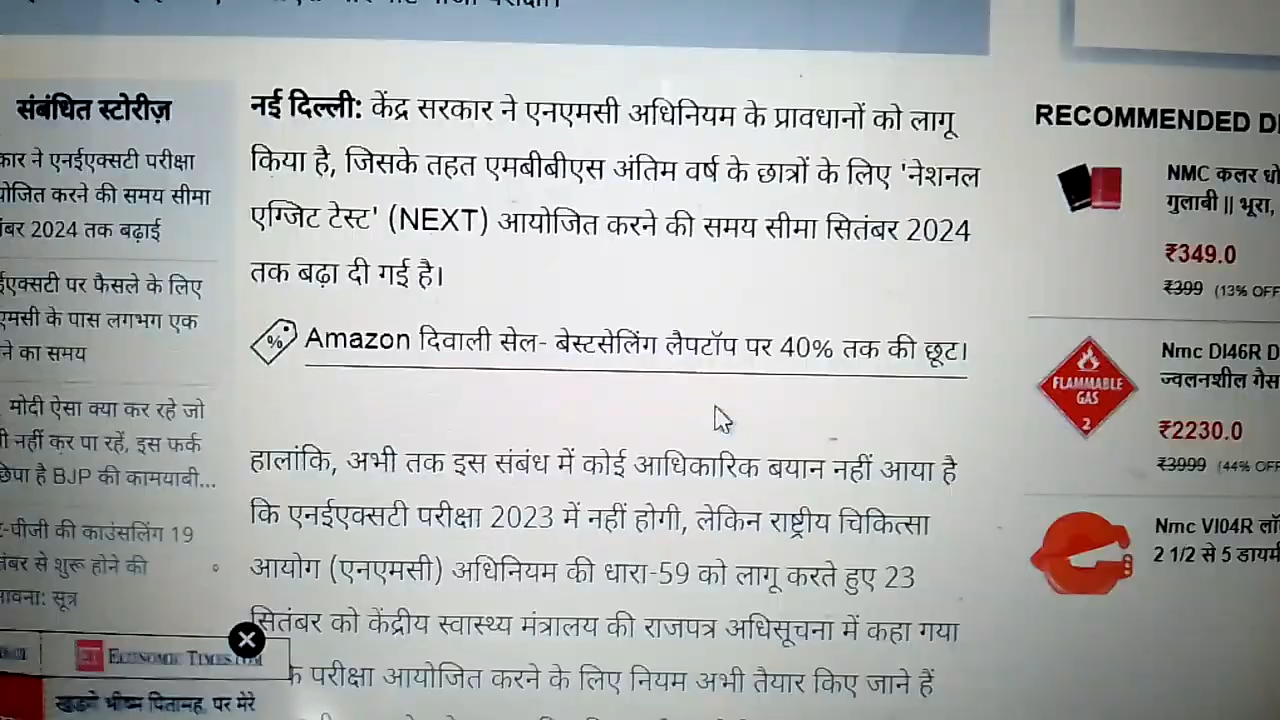 संबंधित स्टोरीज़
कार ने एनईएक्सटी परीक्षा
योजित करने की समय सीमा
बर 2024 तक बढ़ाई
ईएक्सटी पर फैसले के लिए
एमसी के पास लगभग एक
ने का समय
मोदी ऐसा क्या कर रहे जो
नहीं कर पा रहें, इस फर्क
छिपा है BJP की कामयाबी...
-पीजी की काउंसलिंग 19
से शुरू होने की
सूत्र
ECONOMIC TIMES.COM
खड़गे भीष्म पितामह, पर मेरे
नई दिल्ली: केंद्र सरकार ने एनएमसी अधिनियम के प्रावधानों को लागू
किया है, जिसके तहत एमबीबीएस अंतिम वर्ष के छात्रों के लिए 'नेशनल
एग्जिट टेस्ट' (NEXT) आयोजित करने की समय सीमा सितंबर 2024
तक बढ़ा दी गई है।
% Amazon दिवाली सेल- बेस्टसेलिंग लैपटॉप पर 40% तक की छूट।
हालांकि, अभी तक इस संबंध में कोई आधिकारिक बयान नहीं आया है
कि एनईएक्सटी परीक्षा 2023 में नहीं होगी, लेकिन राष्ट्रीय चिकित्सा
आयोग (एनएमसी) अधिनियम की धारा-59 को लागू करते हुए 23
सितंबर को केंद्रीय स्वास्थ्य मंत्रालय की राजपत्र अधिसूचना में कहा गया
परीक्षा आयोजित करने के लिए नियम अभी तैयार किए जाने हैं
RECOMMENDED
NMC कलर
गुलाबी || भूरा,
₹349.0
₹399 (13% OFF
FLAMMABLE
GAS
2
Nmc DI46R
ज्वलनशील गैस
₹2230.0
₹3999 (44% OFF
Nmc VI04R
2 1/2 से 5